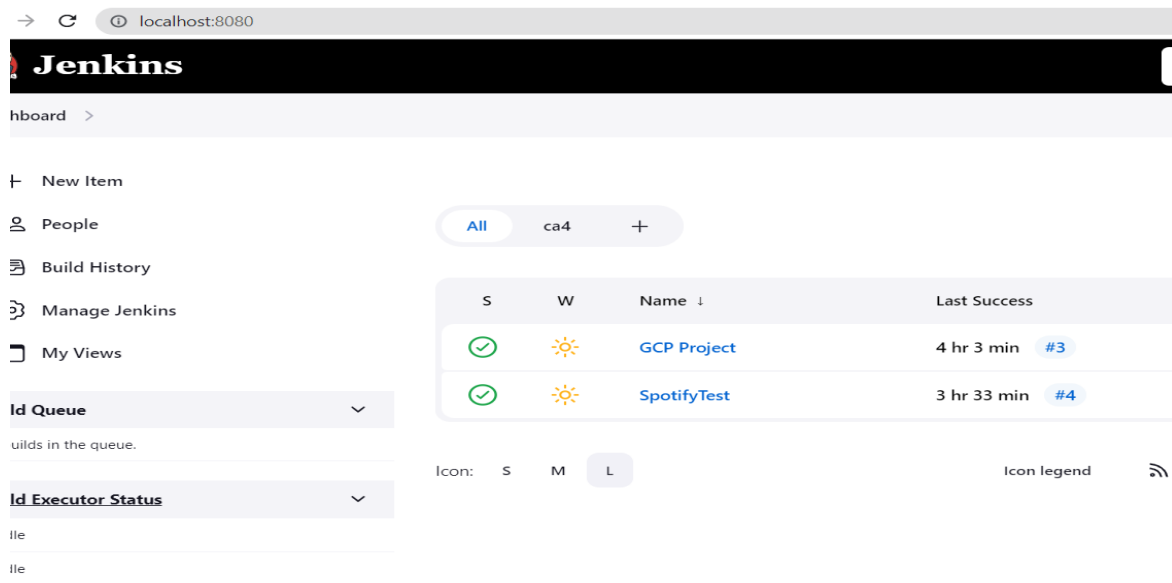 localhost:8080
Jenkins
hboard >
New Item
People
Build History
Manage Jenkins
My Views
ld Queue
uilds in the queue.
ld Executor Status
dle
dle
All ca4 +
S W Name ↓ Last Success
GCP Project 4 hr 3 min #3
SpotifyTest 3 hr 33 min #4
Icon: S M L Icon legend